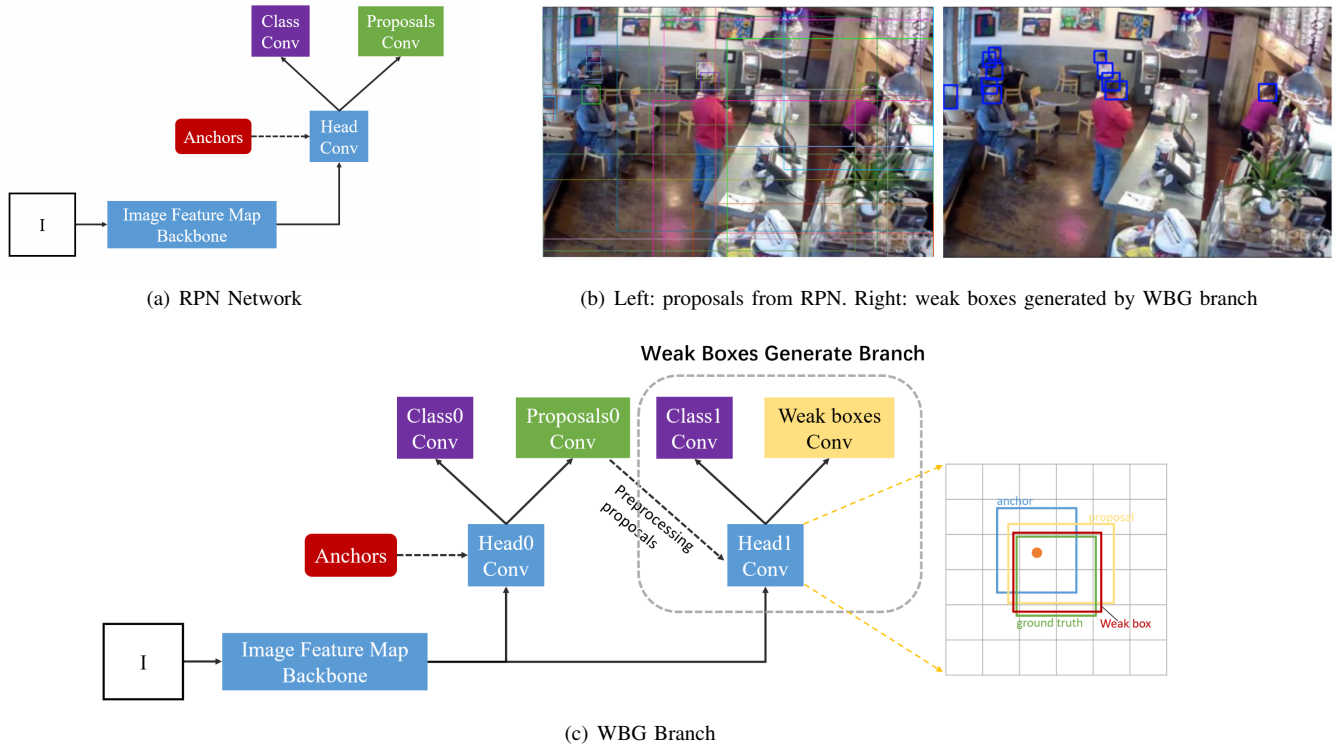 Class
Conv
Proposals
Conv
Head
Conv
Anchors
I
Image Feature Map
Backbone
(a) RPN Network
(b) Left: proposals from RPN. Right: weak boxes generated by WBG branch
Weak Boxes Generate Branch
Class0
Conv
Proposals0
Conv
Class1
Conv
Weak boxes
Conv
Preprocessing
proposals
Anchors
Head0
Conv
Head1
Conv
anchor
proposal
ground truth
Weak box
I
Image Feature Map
Backbone
(c) WBG Branch